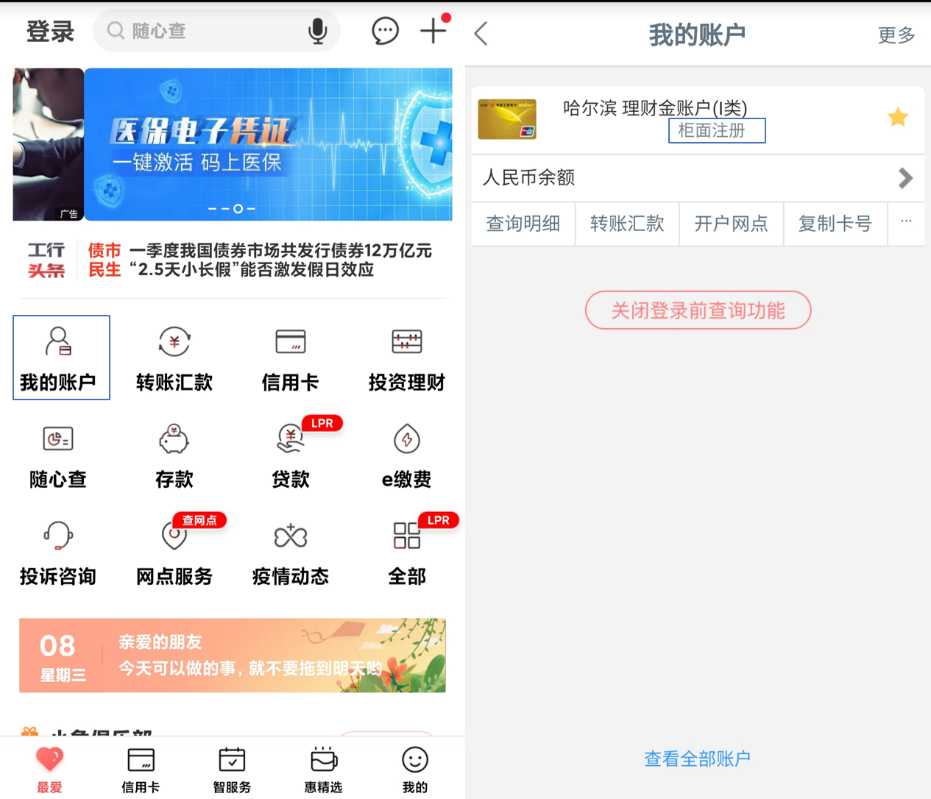 登录
随心查
医保电子凭证
一键激活 码上医保
广告
工行
头条
债市 一季度我国债券市场共发行债券12万亿元
民生 “2.5天小长假”能否激发假日效应
我的账户
转账汇款
信用卡
投资理财
随心查
存款
LPR
贷款
e缴费
投诉咨询
查网点
网点服务
疫情动态
LPR
全部
08
星期三
亲爱的朋友
今天可以做的事，就不要拖到明天哟
小象俱乐部
最爱
信用卡
智服务
惠精选
我的
我的账户
更多
哈尔滨 理财金账户(I类)
柜面注册
人民币余额
查询明细
转账汇款
开户网点
复制卡号
...
关闭登录前查询功能
查看全部账户